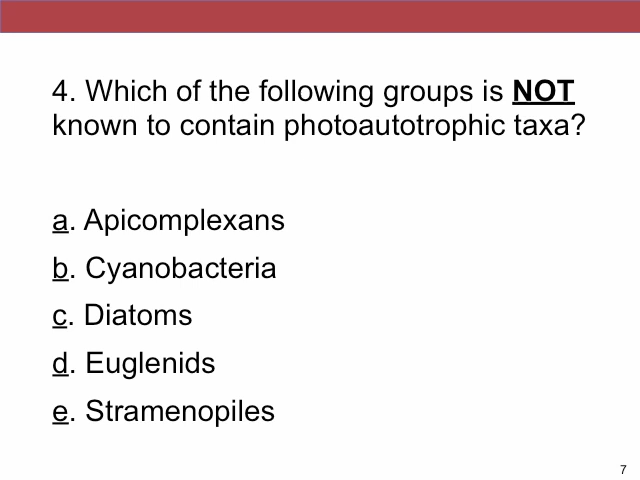 4. Which of the following groups is NOT
known to contain photoautotrophic taxa?
a. Apicomplexans
b. Cyanobacteria
c. Diatoms
d. Euglenids
e. Stramenopiles
7